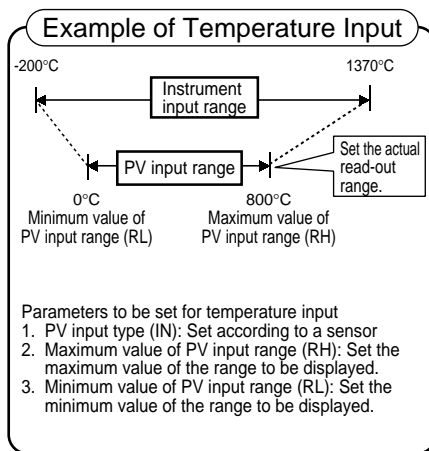 Example of Temperature Input
-200°C 1370°C
Instrument
input range
PV input range
Set the actual
read-out
range.
0°C 800°C
Minimum value of Maximum value of
PV input range (RL) PV input range (RH)
Parameters to be set for temperature input
1. PV input type (IN): Set according to a sensor
2. Maximum value of PV input range (RH): Set the
maximum value of the range to be displayed.
3. Minimum value of PV input range (RL): Set the
minimum value of the range to be displayed.